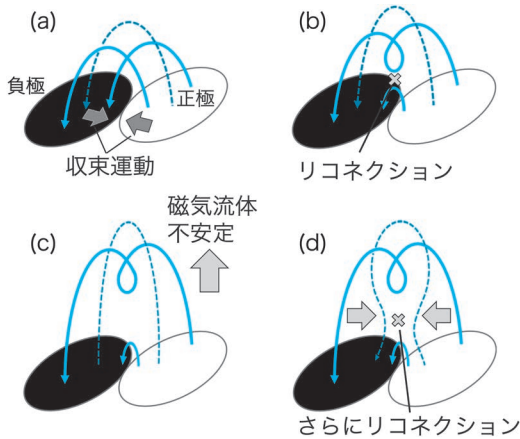 (a)
負極
正極
収束運動
(b)
リコネクション
(c)
磁気流体
不安定
(d)
さらにリコネクション